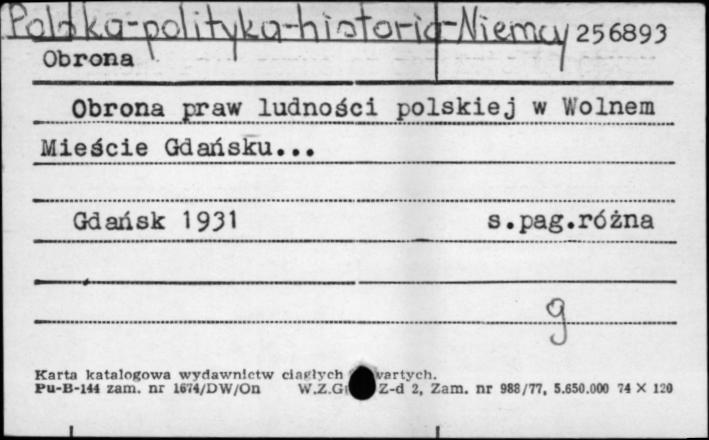 Polska-polityka-historia-Niemcy 256893
Obrona
Obrona praw ludności polskiej w Wolnem
Mieście Gdańsku...
Gdańsk 1931 s.pag.różna
g
Karta katalogowa wydawnictw ciągłych
Pu-B-144 zam. nr 1674/DW/On W.Z.G Z-d 2, Zam. nr 988/77, 5.650.000 74 X 120